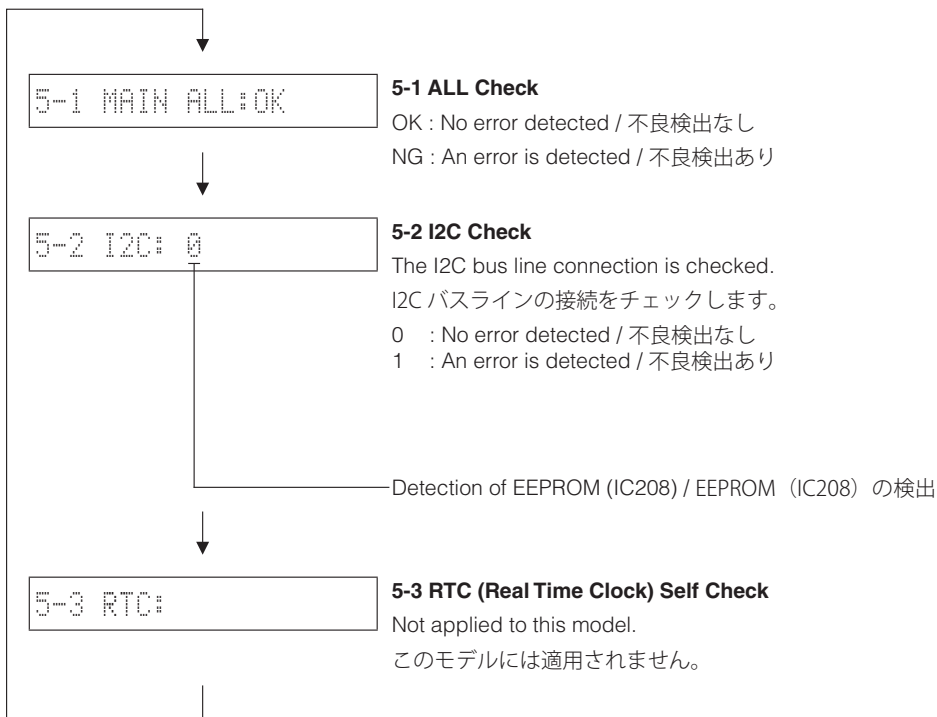 5-1 MAIN ALL:OK
5-1 ALL Check
OK : No error detected / 不良検出なし
NG : An error is detected / 不良検出あり
5-2 I2C: 0
5-2 I2C Check
The I2C bus line connection is checked.
I2C バスラインの接続をチェックします。
0 : No error detected / 不良検出なし
1 : An error is detected / 不良検出あり
Detection of EEPROM (IC208) / EEPROM（IC208）の検出
5-3 RTC:
5-3 RTC (Real Time Clock) Self Check
Not applied to this model.
このモデルには適用されません。